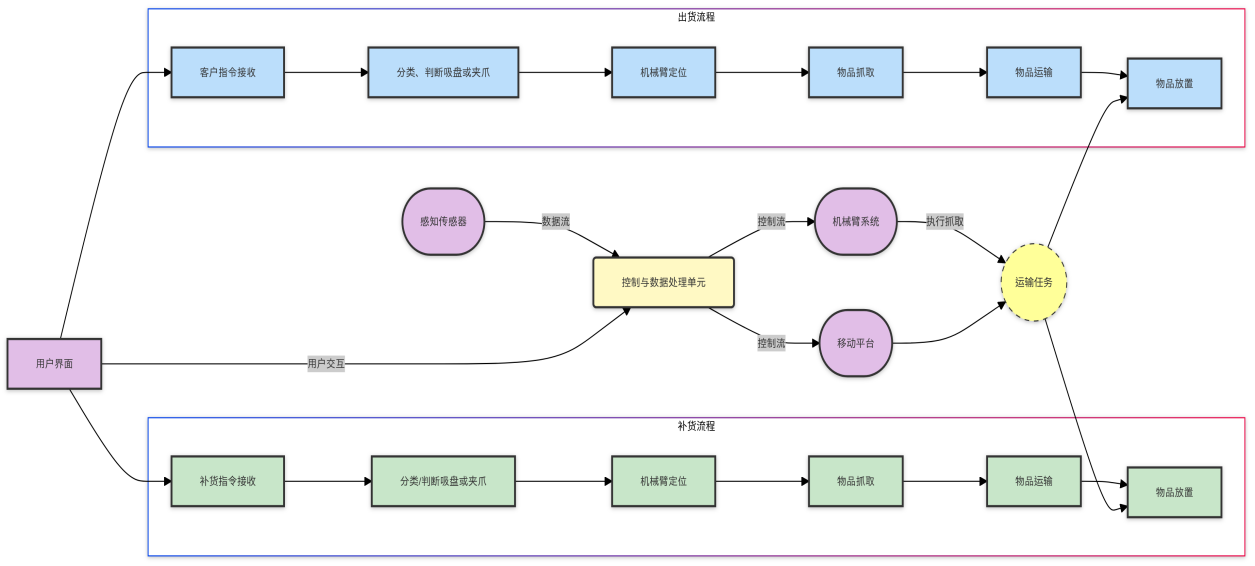 出货流程
客户指令接收
分类、判断吸盘或夹爪
机械臂定位
物品抓取
物品运输
物品放置
感知传感器
数据流
控制流
机械臂系统
执行抓取
控制与数据处理单元
运输任务
用户界面
用户交互
控制流
移动平台
补货流程
补货指令接收
分类/判断吸盘或夹爪
机械臂定位
物品抓取
物品运输
物品放置